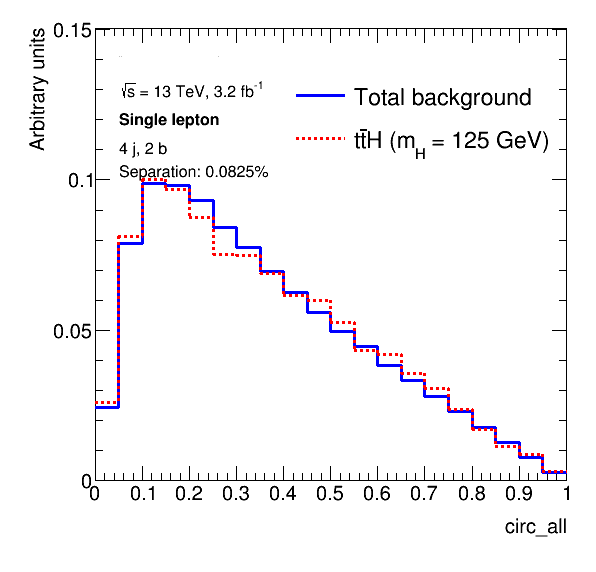 0.15
Arbitrary units
√s = 13 TeV, 3.2 fb⁻¹
Single lepton
4 j, 2 b
Separation: 0.0825%
Total background
tt̄H (m_H = 125 GeV)
0.1
0.05
0
0 0.1 0.2 0.3 0.4 0.5 0.6 0.7 0.8 0.9 1
circ_all